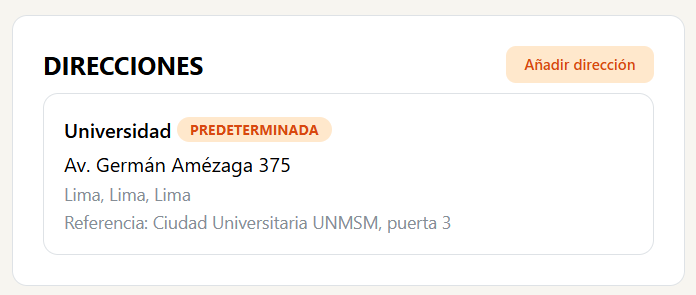 DIRECCIONES
Añadir dirección
Universidad PREDETERMINADA
Av. Germán Amézaga 375
Lima, Lima, Lima
Referencia: Ciudad Universitaria UNMSM, puerta 3